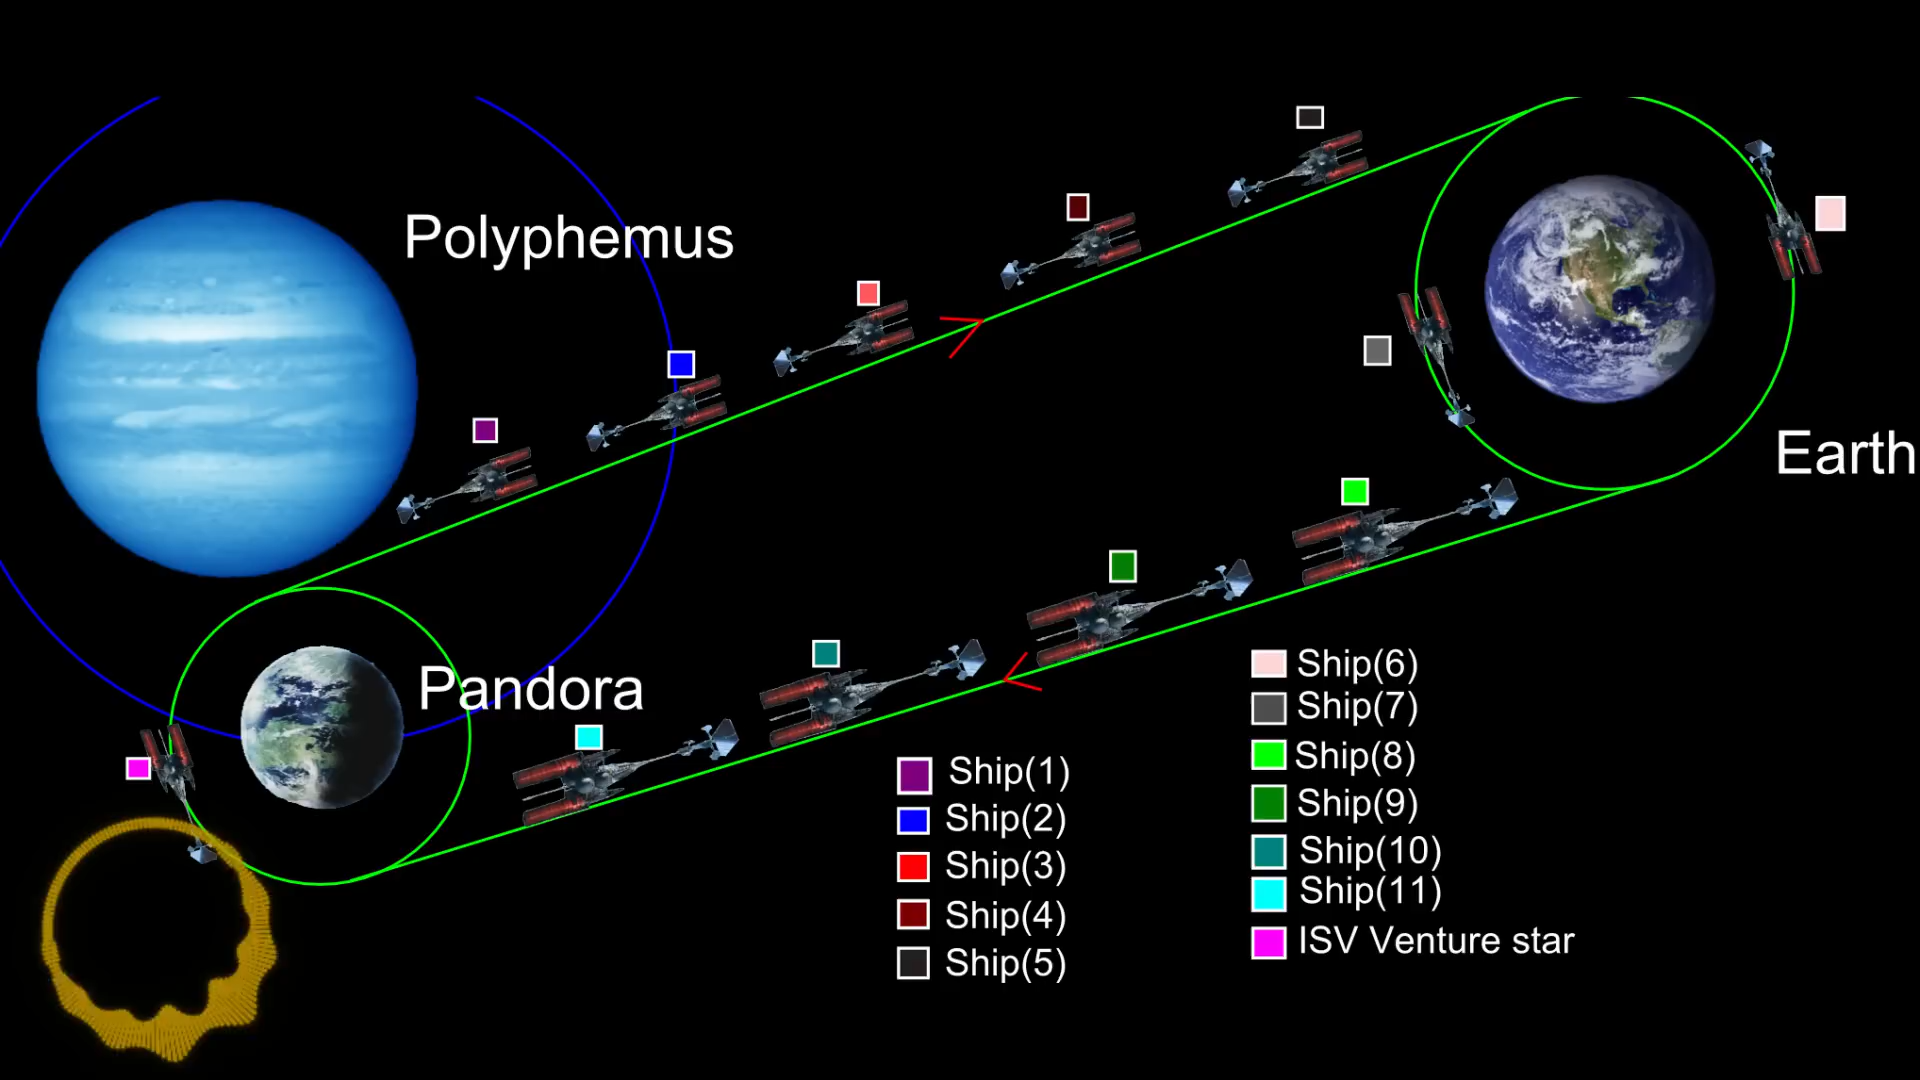 Polyphemus
Earth
Pandora
Ship(1)
Ship(2)
Ship(3)
Ship(4)
Ship(5)
Ship(6)
Ship(7)
Ship(8)
Ship(9)
Ship(10)
Ship(11)
ISV Venture star